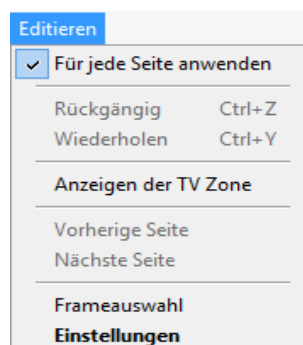 Editieren
Für jede Seite anwenden
Rückgängig Ctrl+Z
Wiederholen Ctrl+Y
Anzeigen der TV Zone
Vorherige Seite
Nächste Seite
Frameauswahl
Einstellungen